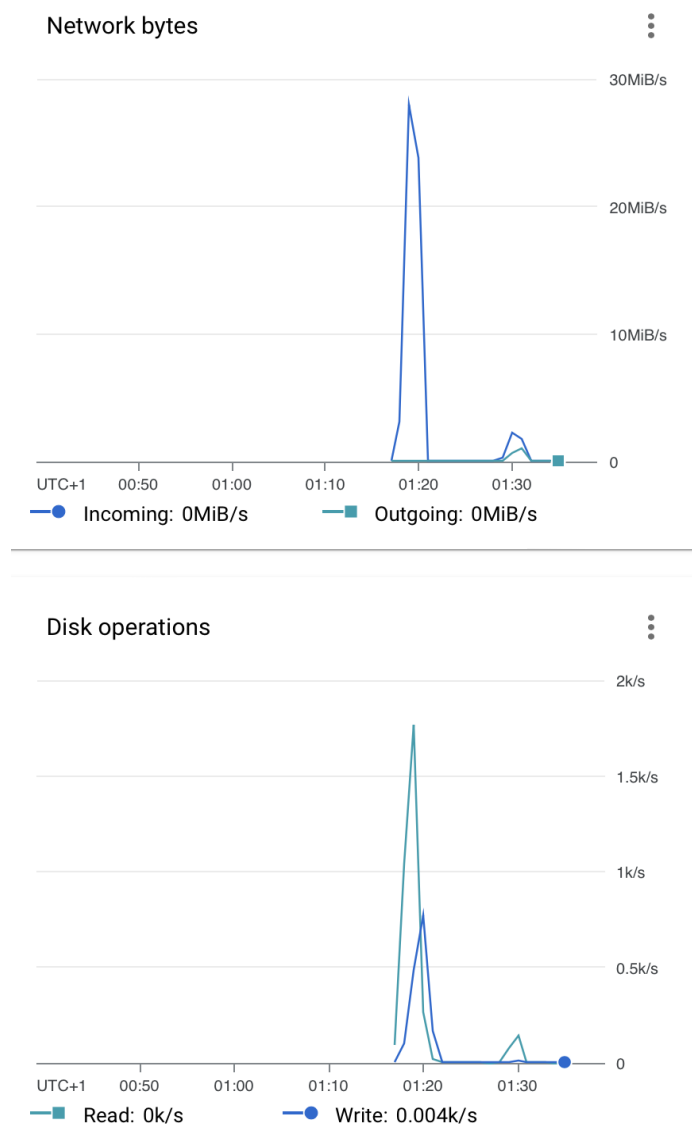 Network bytes
30MiB/s
20MiB/s
10MiB/s
0
UTC+1 00:50 01:00 01:10 01:20 01:30
Incoming: 0MiB/s Outgoing: 0MiB/s
Disk operations
2k/s
1.5k/s
1k/s
0.5k/s
0
UTC+1 00:50 01:00 01:10 01:20 01:30
Read: 0k/s Write: 0.004k/s